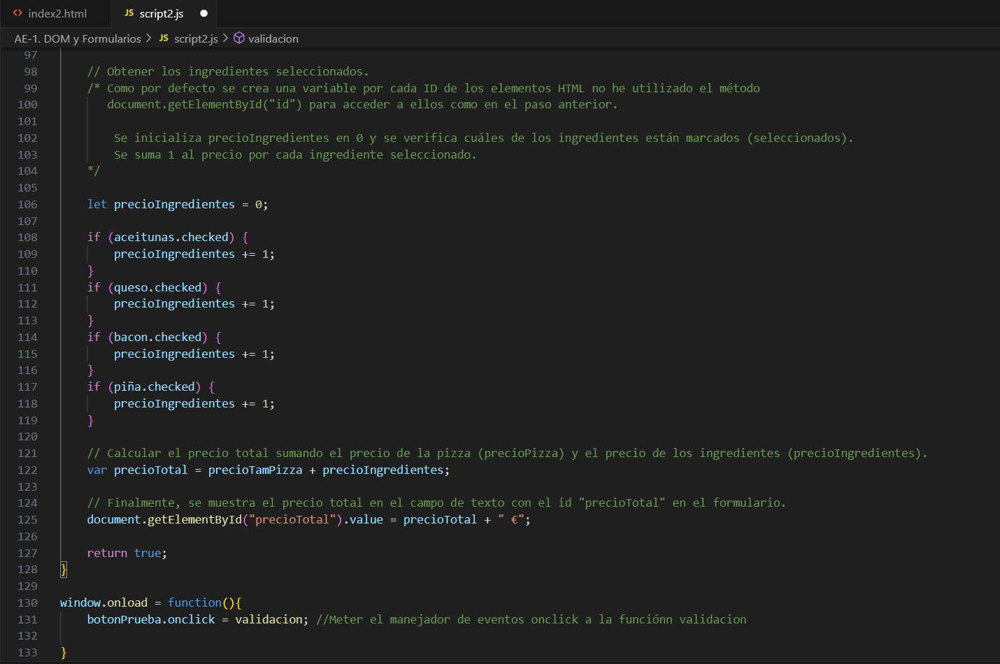 index2.html
JS script2.js
AE-1. DOM y Formularios > JS script2.js > validacion
97
98 // Obtener los ingredientes seleccionados.
99 /* Como por defecto se crea una variable por cada ID de los elementos HTML no he utilizado el método
100 document.getElementById("id") para acceder a ellos como en el paso anterior.
101
102 Se inicializa precioIngredientes en 0 y se verifica cuáles de los ingredientes están marcados (seleccionados).
103 Se suma 1 al precio por cada ingrediente seleccionado.
104 */
105
106 let precioIngredientes = 0;
107
108 if (aceitunas.checked) {
109 precioIngredientes += 1;
110 }
111 if (queso.checked) {
112 precioIngredientes += 1;
113 }
114 if (bacon.checked) {
115 precioIngredientes += 1;
116 }
117 if (piña.checked) {
118 precioIngredientes += 1;
119 }
120
121 // Calcular el precio total sumando el precio de la pizza (precioPizza) y el precio de los ingredientes (precioIngredientes).
122 var precioTotal = precioTamPizza + precioIngredientes;
123
124 // Finalmente, se muestra el precio total en el campo de texto con el id "precioTotal" en el formulario.
125 document.getElementById("precioTotal").value = precioTotal + " €";
126
127 return true;
128 }
129
130 window.onload = function(){
131 botonPrueba.onclick = validacion; //Meter el manejador de eventos onclick a la funciónn validacion
132
133 }